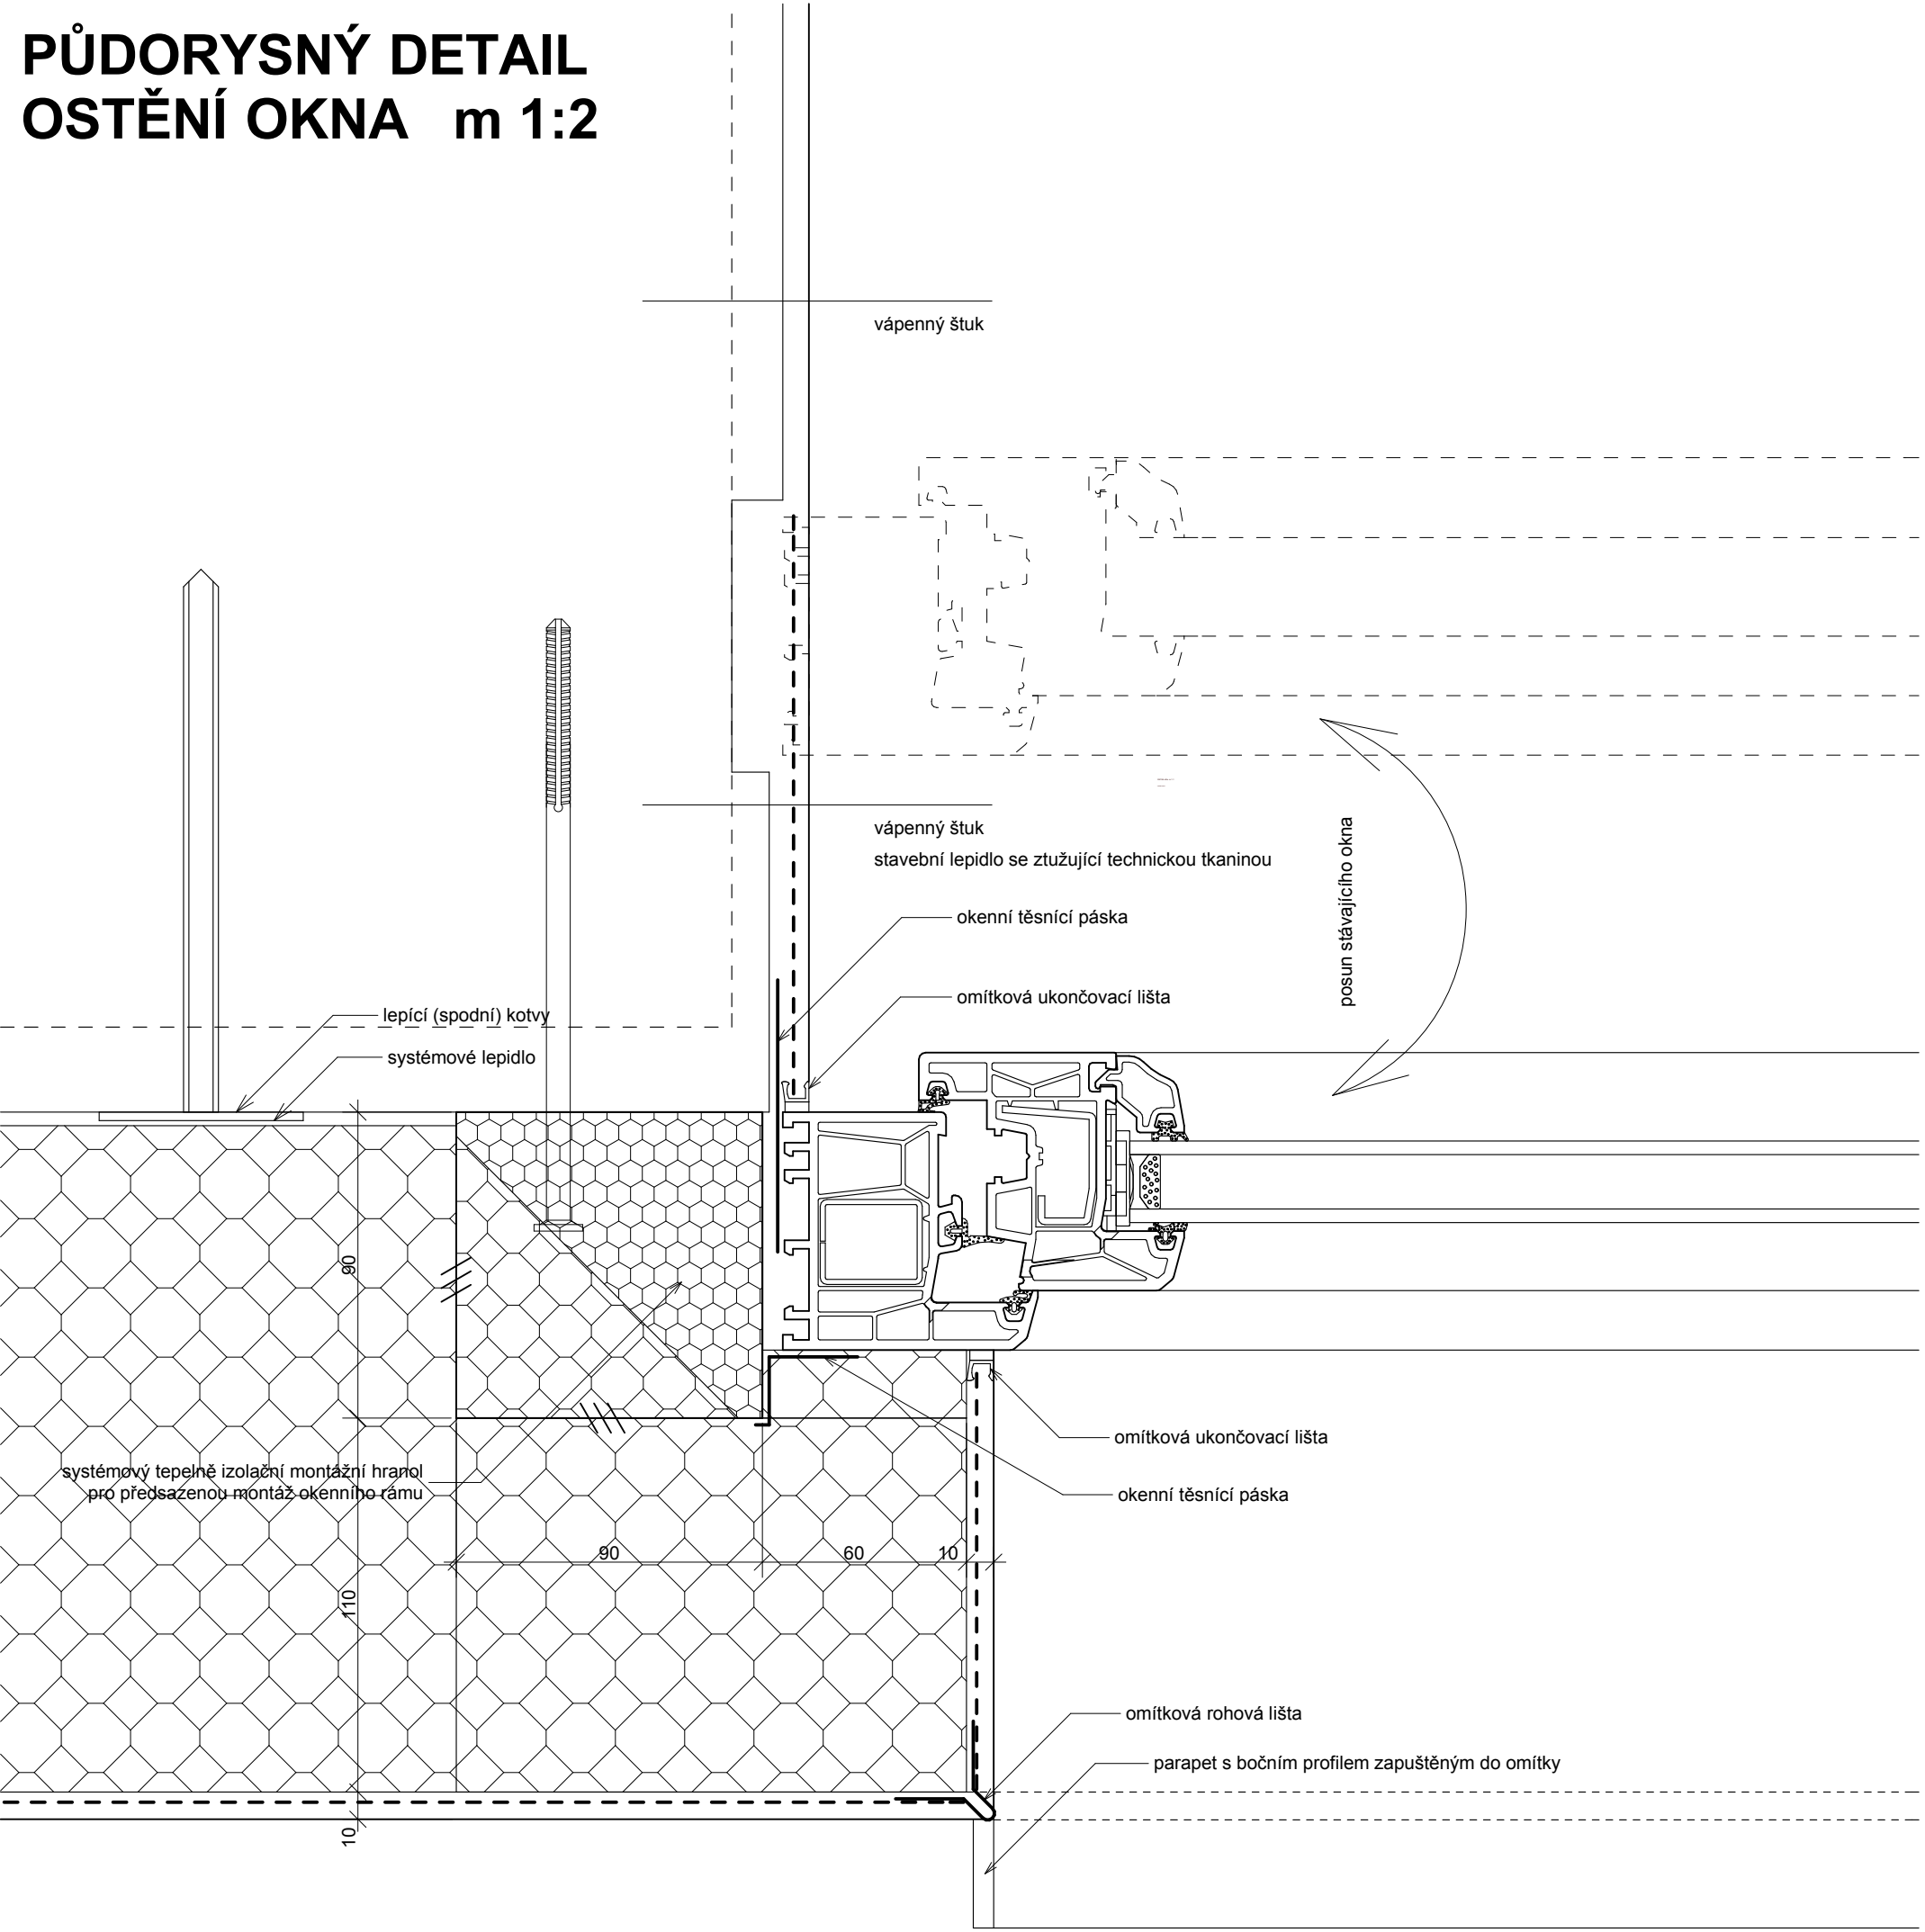 PŮDORYSNÝ DETAIL
OSTĚNÍ OKNA m 1:2
vápenný štuk
vápenný štuk
stavební lepidlo se ztužující technickou tkaninou
okenní těsnící páska
omítková ukončovací lišta
posun stávajícího okna
lepící (spodní) kotvy
systémové lepidlo
90
systémový tepelně izolační montážní hranol
pro předsazenou montáž okenního rámu
omítková ukončovací lišta
okenní těsnící páska
90
60
10
110
omítková rohová lišta
parapet s bočním profilem zapuštěným do omítky
10